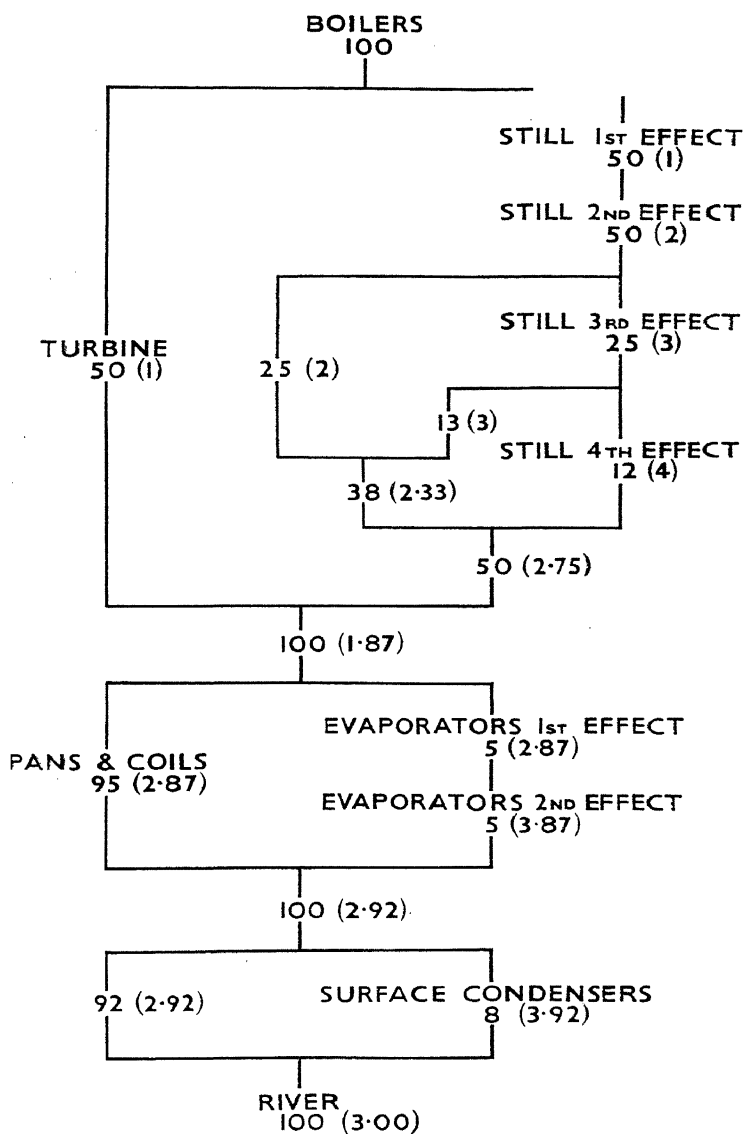 BOILERS
100
STILL 1ST EFFECT
50 (1)
STILL 2ND EFFECT
50 (2)
STILL 3RD EFFECT
25 (3)
TURBINE
50 (1)
25 (2)
13 (3)
STILL 4TH EFFECT
12 (4)
38 (2·33)
50 (2·75)
100 (1·87)
EVAPORATORS 1ST EFFECT
5 (2·87)
PANS & COILS
95 (2·87)
EVAPORATORS 2ND EFFECT
5 (3·87)
100 (2·92)
92 (2·92)
SURFACE CONDENSERS
8 (3·92)
RIVER
100 (3·00)